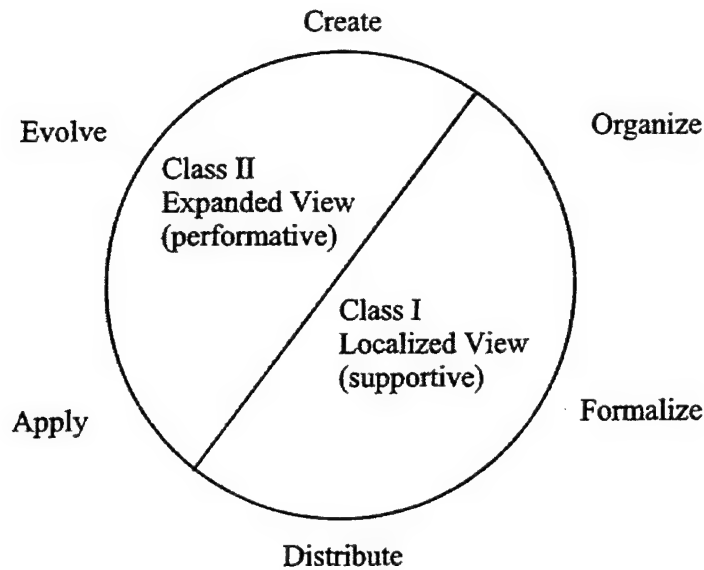 Create
Evolve
Organize
Class II
Expanded View
(performative)
Class I
Localized View
(supportive)
Apply
Formalize
Distribute